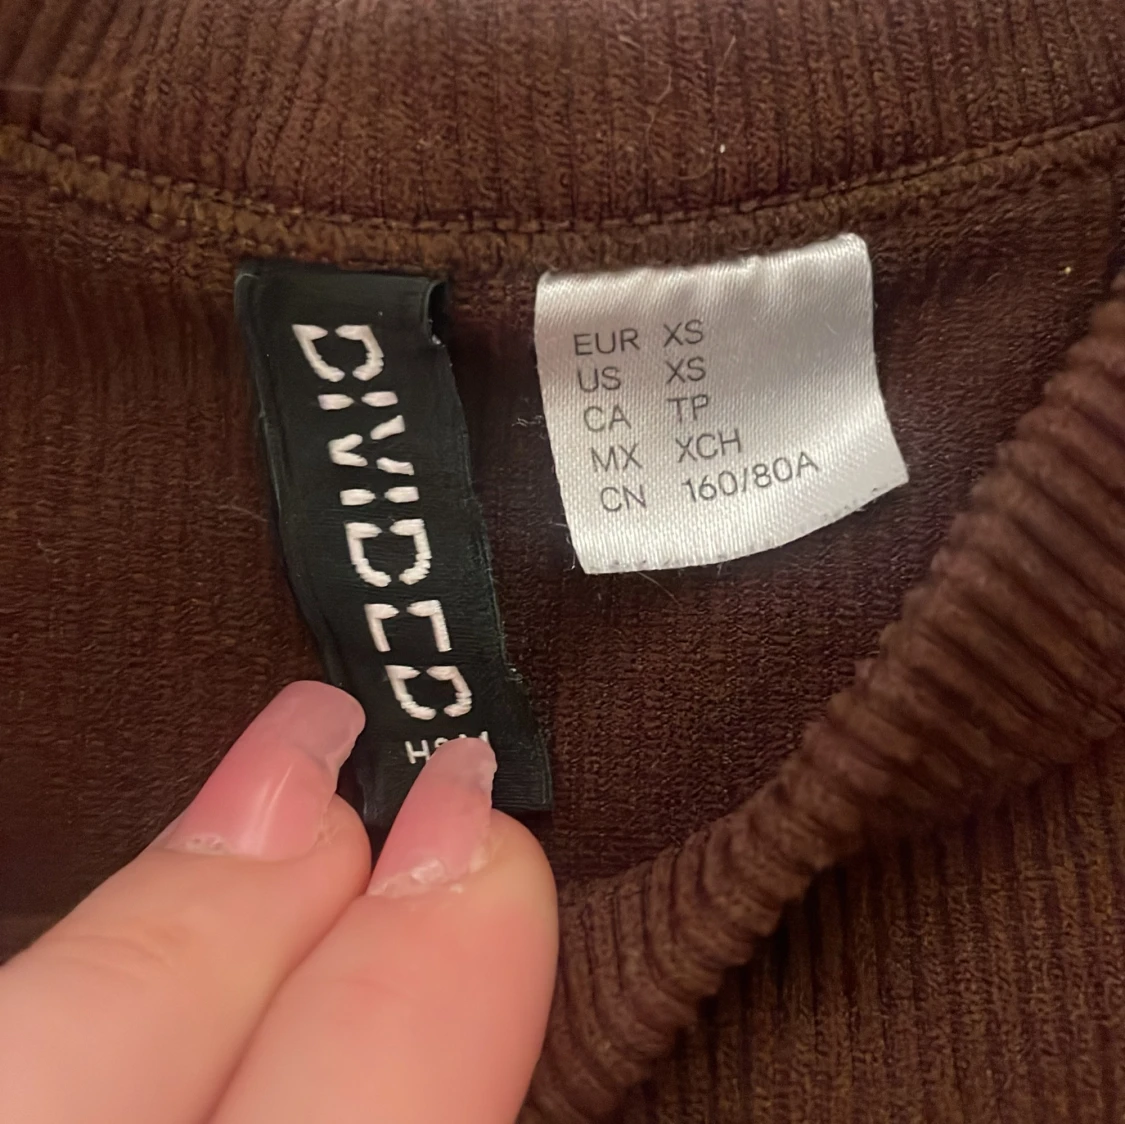 DIVIDED
H&M
EUR XS
US XS
CA TP
MX XCH
CN 160/80A